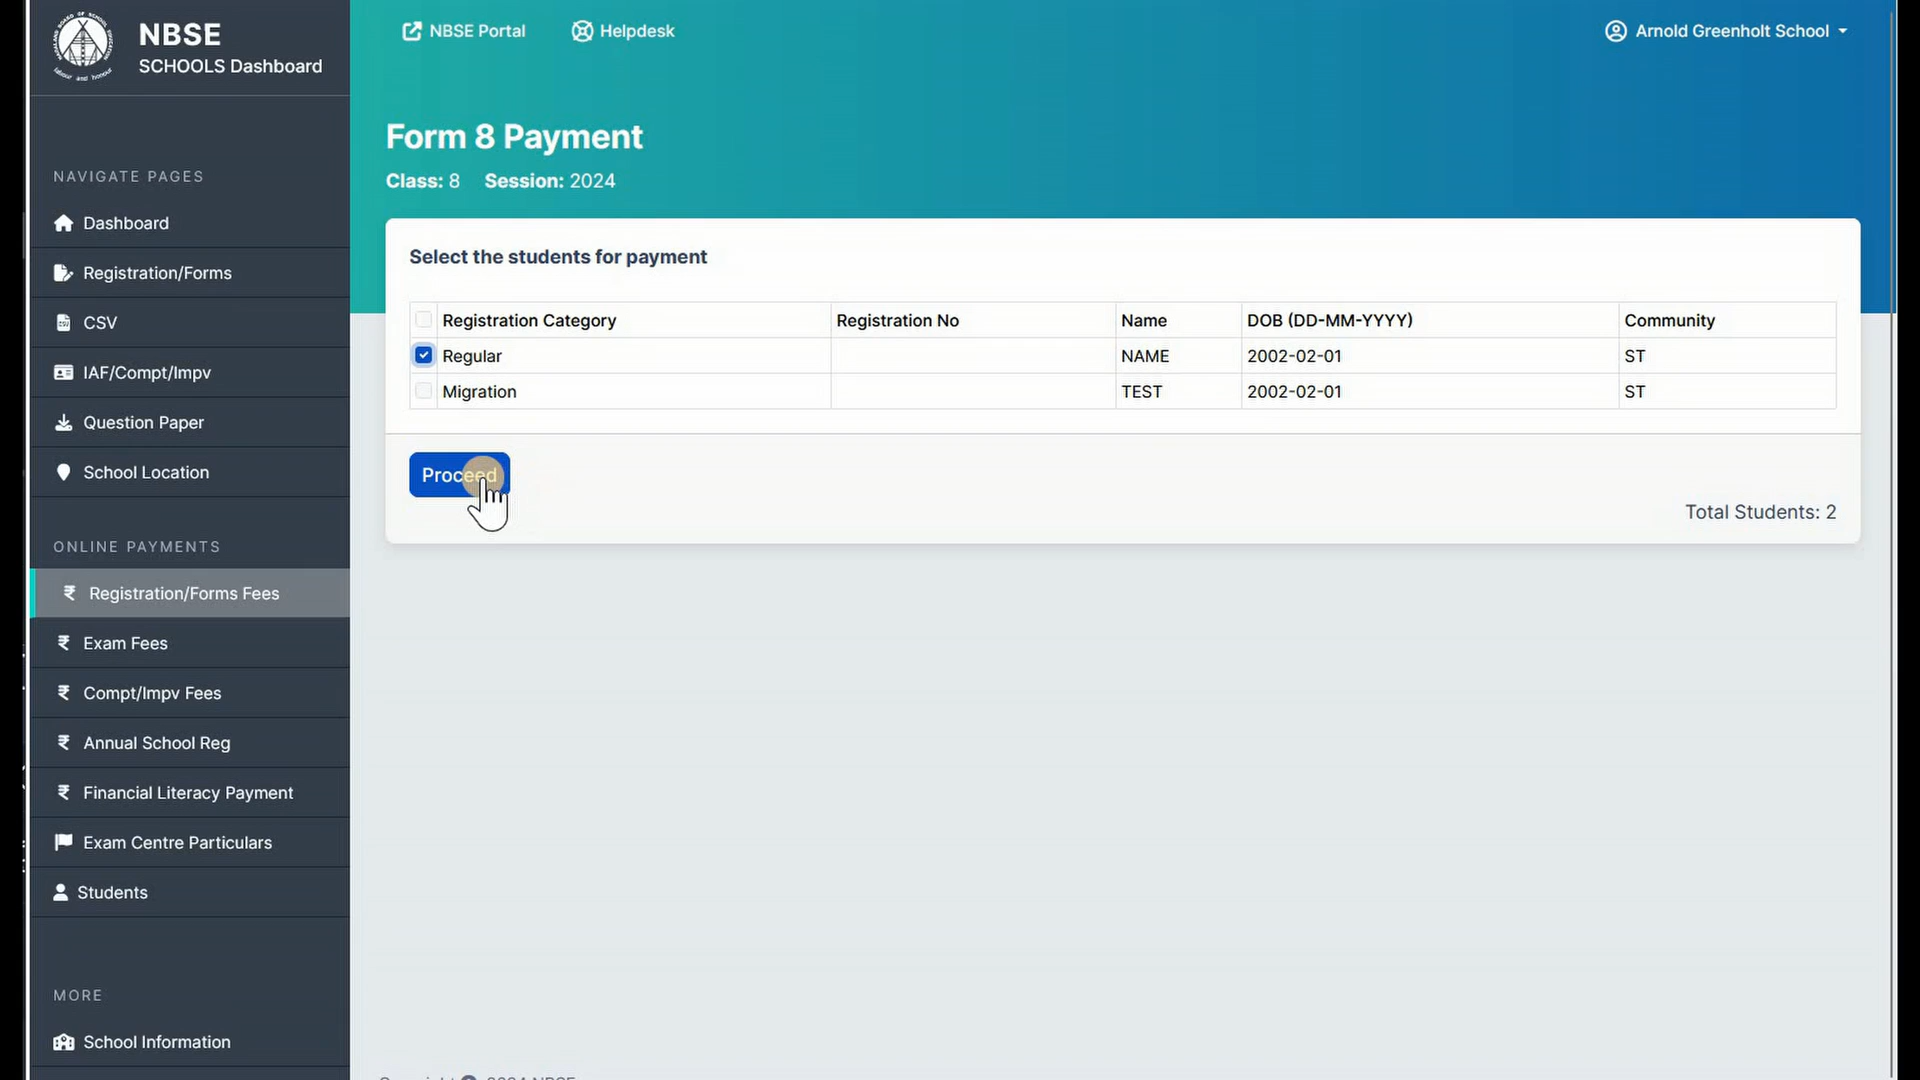 NBSE
SCHOOLS Dashboard
NBSE Portal
Helpdesk
Arnold Greenholt School
Form 8 Payment
Class: 8 Session: 2024
NAVIGATE PAGES
Dashboard
Registration/Forms
CSV
IAF/Compt/Impv
Question Paper
School Location
ONLINE PAYMENTS
₹ Registration/Forms Fees
₹ Exam Fees
₹ Compt/Impv Fees
₹ Annual School Reg
₹ Financial Literacy Payment
Exam Centre Particulars
Students
MORE
School Information
Select the students for payment
Registration Category Registration No Name DOB (DD-MM-YYYY) Community
Regular NAME 2002-02-01 ST
Migration TEST 2002-02-01 ST
Proceed
Total Students: 2